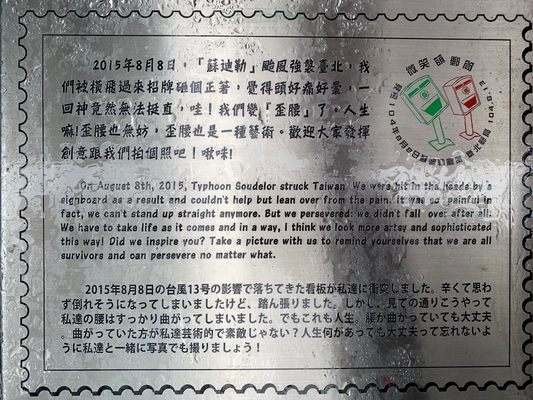 2015年8月8日，「蘇迪勒」颱風強襲臺北，我
們被橫飛過來招牌砸個正著，覺得頭好痛好暈，一
回神竟然無法挺直，哇！我們變「歪腰」了。人生
嘛!歪腰也無妨，歪腰也是一種藝術。歡迎大家發揮
創意跟我們拍個照吧！啾咪!
微笑萌郵筒
On August 8th, 2015, Typhoon Soudelor struck Taiwan. We were hit in the heads by a
signboard as a result and couldn't help but lean over from the pain. It was so painful in
fact, we can't stand up straight anymore. But we persevered: we didn't fall over after all.
We have to take life as it comes and in a way, I think we look more artsy and sophisticated
this way! Did we inspire you? Take a picture with us to remind yourselves that we are all
survivors and can persevere no matter what.
2015年8月8日の台風13号の影響で落ちてきた看板が私達に衝突しました。辛くて思わ
ず倒れそうになってしまいましたけど、踏ん張りました。しかし、見ての通りこうやって
私達の腰はすっかり曲がってしまいました。でもこれも人生。腰が曲がっていても大丈夫
。曲がっていた方が私達芸術的で素敵じゃない？人生何があっても大丈夫って忘れないよ
うに私達と一緒に写真でも撮りましょう！